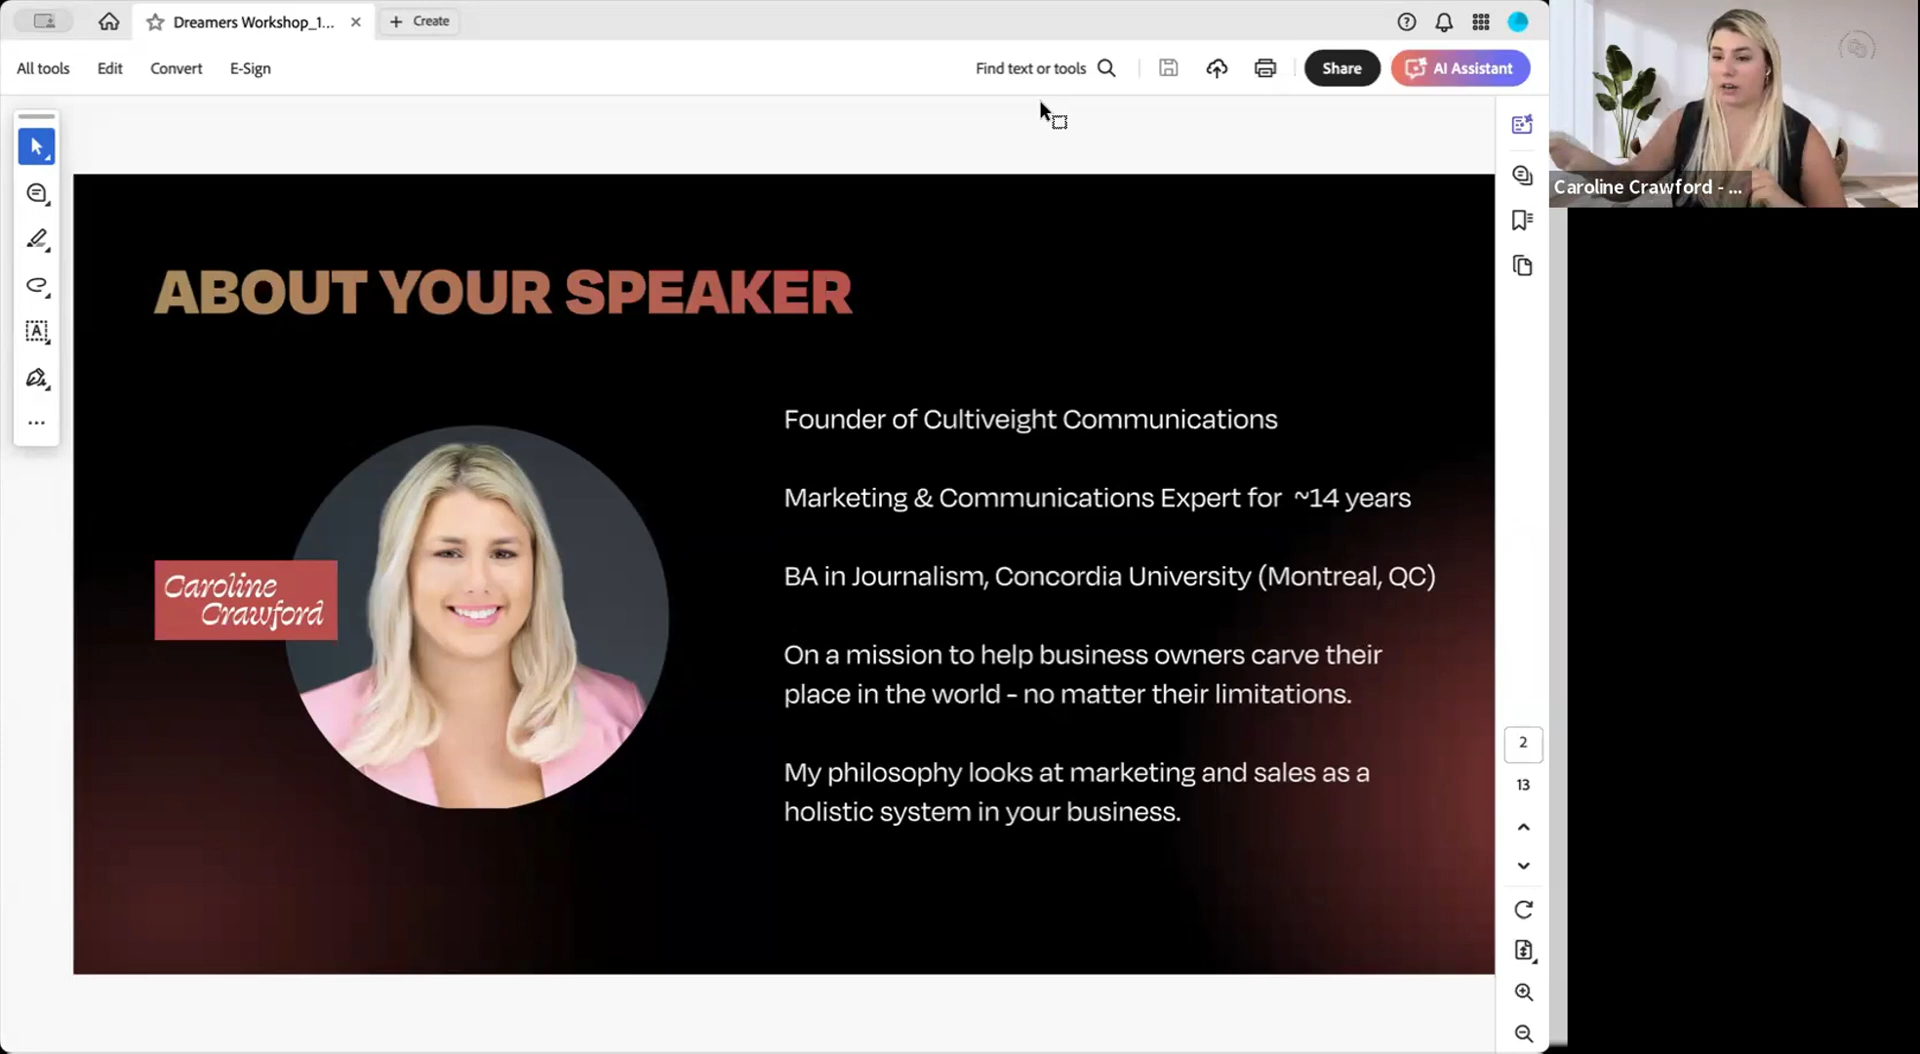 Dreamers Workshop_1...
Create
All tools
Edit
Convert
E-Sign
Find text or tools
Share
AI Assistant
Caroline Crawford - ...
ABOUT YOUR SPEAKER
Founder of Cultiveight Communications
Marketing & Communications Expert for ~14 years
BA in Journalism, Concordia University (Montreal, QC)
Caroline
Crawford
On a mission to help business owners carve their
place in the world - no matter their limitations.
My philosophy looks at marketing and sales as a
holistic system in your business.
2
13